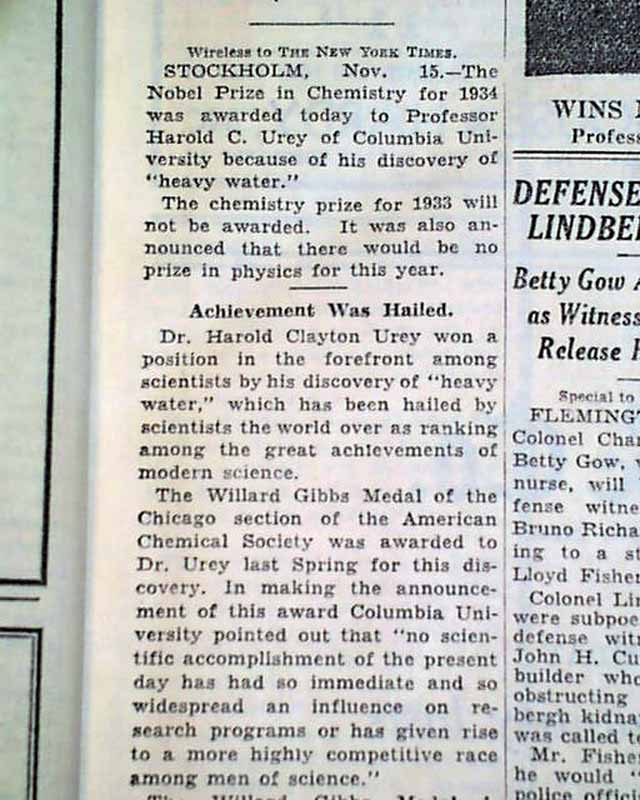 Wireless to THE NEW YORK TIMES.
STOCKHOLM, Nov. 15.—The
Nobel Prize in Chemistry for 1934
was awarded today to Professor
Harold C. Urey of Columbia Uni-
versity because of his discovery of
"heavy water."
The chemistry prize for 1933 will
not be awarded. It was also an-
nounced that there would be no
prize in physics for this year.
Achievement Was Hailed.
Dr. Harold Clayton Urey won a
position in the forefront among
scientists by his discovery of "heavy
water," which has been hailed by
scientists the world over as ranking
among the great achievements of
modern science.
The Willard Gibbs Medal of the
Chicago section of the American
Chemical Society was awarded to
Dr. Urey last Spring for this dis-
covery. In making the announce-
ment of this award Columbia Uni-
versity pointed out that "no scien-
tific accomplishment of the present
day has had so immediate and so
widespread an influence on re-
search programs or has given rise
to a more highly competitive race
among men of science."
The Willard Gibbs Medal
WINS
Profess
DEFENSE
LINDBE
Betty Gow
as Witness
Release
Special to
FLEMINGT
Colonel Char
Betty Gow,
nurse, will
fense witne
Bruno Richa
ing to a st
Lloyd Fisher
Colonel Lin
were subpoe
defense witn
John H. Cu
builder who
obstructing
bergh kidna
was called to
Mr. Fisher
he would
police offici